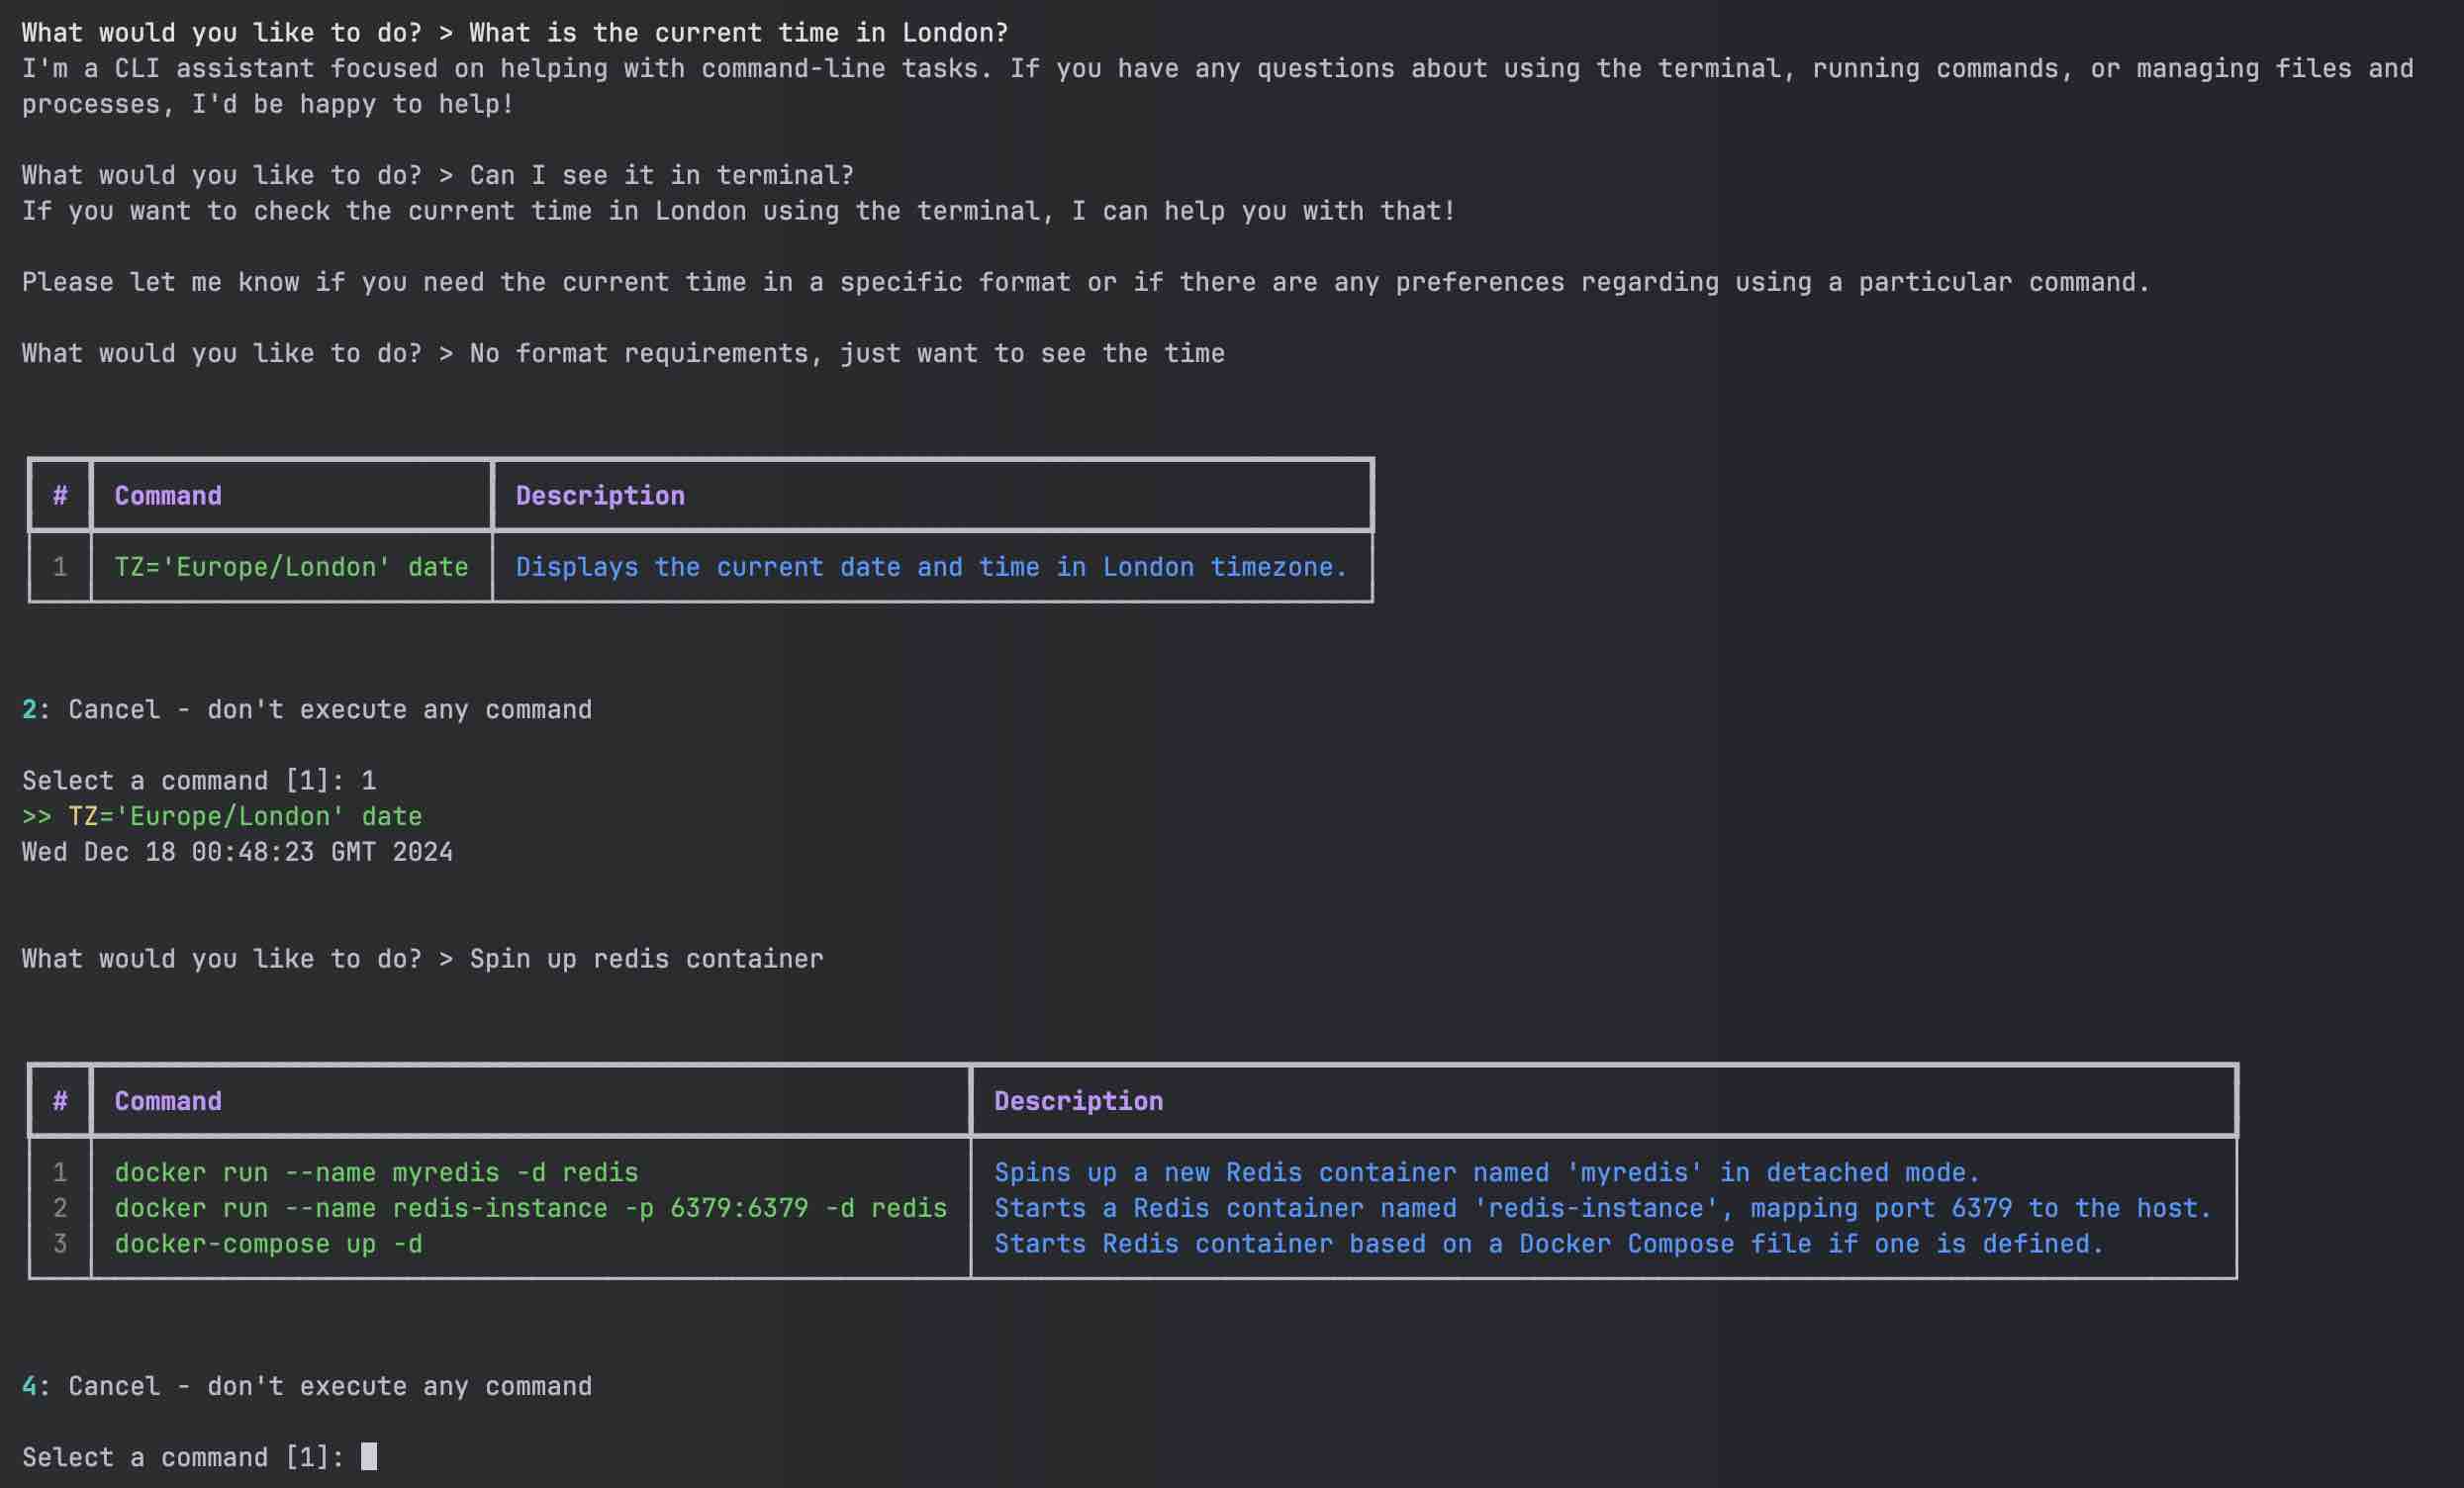 What would you like to do? > What is the current time in London?
I'm a CLI assistant focused on helping with command-line tasks. If you have any questions about using the terminal, running commands, or managing files and
processes, I'd be happy to help!
What would you like to do? > Can I see it in terminal?
If you want to check the current time in London using the terminal, I can help you with that!
Please let me know if you need the current time in a specific format or if there are any preferences regarding using a particular command.
What would you like to do? > No format requirements, just want to see the time
# Command Description
1 TZ='Europe/London' date Displays the current date and time in London timezone.
2: Cancel - don't execute any command
Select a command [1]: 1
>> TZ='Europe/London' date
Wed Dec 18 00:48:23 GMT 2024
What would you like to do? > Spin up redis container
# Command Description
1 docker run --name myredis -d redis Spins up a new Redis container named 'myredis' in detached mode.
2 docker run --name redis-instance -p 6379:6379 -d redis Starts a Redis container named 'redis-instance', mapping port 6379 to the host.
3 docker-compose up -d Starts Redis container based on a Docker Compose file if one is defined.
4: Cancel - don't execute any command
Select a command [1]: